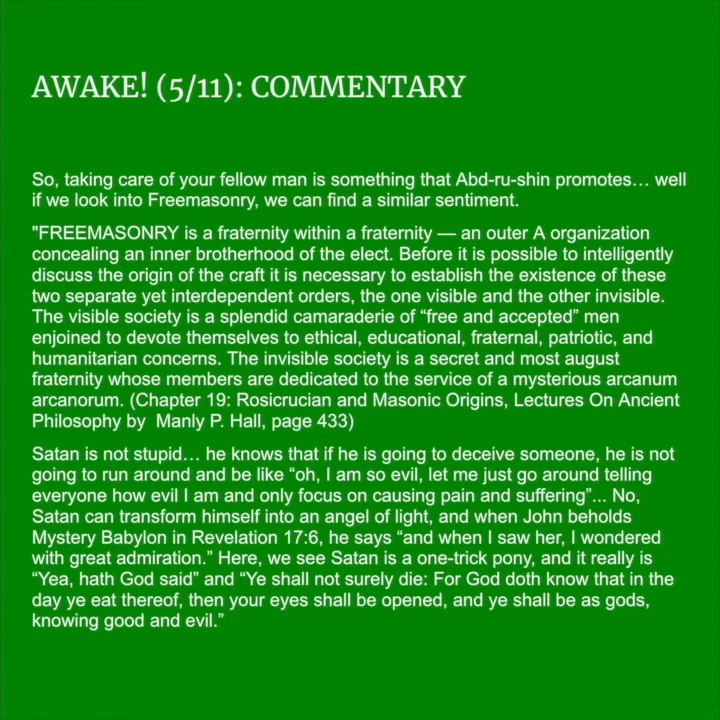 AWAKE! (5/11): COMMENTARY
So, taking care of your fellow man is something that Abd-ru-shin promotes… well
if we look into Freemasonry, we can find a similar sentiment.
"FREEMASONRY is a fraternity within a fraternity — an outer A organization
concealing an inner brotherhood of the elect. Before it is possible to intelligently
discuss the origin of the craft it is necessary to establish the existence of these
two separate yet interdependent orders, the one visible and the other invisible.
The visible society is a splendid camaraderie of “free and accepted” men
enjoined to devote themselves to ethical, educational, fraternal, patriotic, and
humanitarian concerns. The invisible society is a secret and most august
fraternity whose members are dedicated to the service of a mysterious arcanum
arcanorum. (Chapter 19: Rosicrucian and Masonic Origins, Lectures On Ancient
Philosophy by  Manly P. Hall, page 433)
Satan is not stupid… he knows that if he is going to deceive someone, he is not
going to run around and be like “oh, I am so evil, let me just go around telling
everyone how evil I am and only focus on causing pain and suffering”... No,
Satan can transform himself into an angel of light, and when John beholds
Mystery Babylon in Revelation 17:6, he says “and when I saw her, I wondered
with great admiration.” Here, we see Satan is a one-trick pony, and it really is
“Yea, hath God said” and “Ye shall not surely die: For God doth know that in the
day ye eat thereof, then your eyes shall be opened, and ye shall be as gods,
knowing good and evil.”